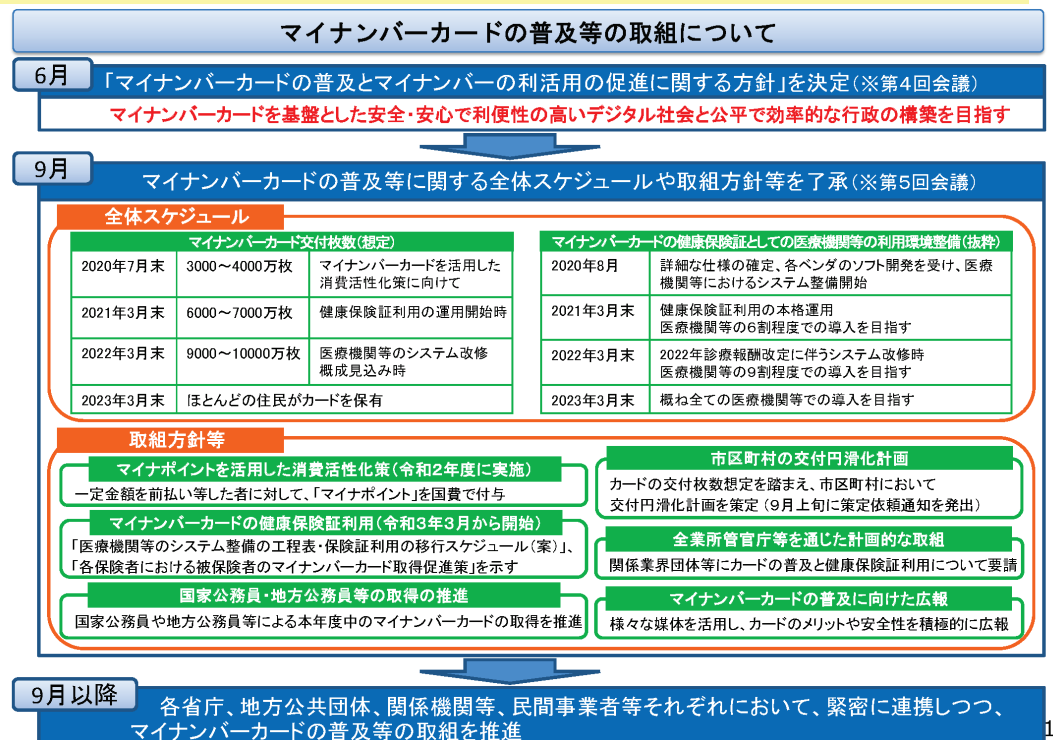 マイナンバーカードの普及等の取組について
6月
「マイナンバーカードの普及とマイナンバーの利活用の促進に関する方針」を決定(※第4回会議)
マイナンバーカードを基盤とした安全・安心で利便性の高いデジタル社会と公平で効率的な行政の構築を目指す
9月
マイナンバーカードの普及等に関する全体スケジュールや取組方針等を了承(※第5回会議)
全体スケジュール
マイナンバーカード交付枚数(想定)
2020年7月末 3000～4000万枚 マイナンバーカードを活用した
消費活性化策に向けて
2021年3月末 6000～7000万枚 健康保険証利用の運用開始時
2022年3月末 9000～10000万枚 医療機関等のシステム改修
概成見込み時
2023年3月末 ほとんどの住民がカードを保有
マイナンバーカードの健康保険証としての医療機関等の利用環境整備(抜粋)
2020年8月 詳細な仕様の確定、各ベンダのソフト開発を受け、医療
機関等におけるシステム整備開始
2021年3月末 健康保険証利用の本格運用
医療機関等の6割程度での導入を目指す
2022年3月末 2022年診療報酬改定に伴うシステム改修時
医療機関等の9割程度での導入を目指す
2023年3月末 概ね全ての医療機関等での導入を目指す
取組方針等
マイナポイントを活用した消費活性化策(令和2年度に実施)
一定金額を前払い等した者に対して、「マイナポイント」を国費で付与
マイナンバーカードの健康保険証利用(令和3年3月から開始)
「医療機関等のシステム整備の工程表・保険証利用の移行スケジュール(案)」、
「各保険者における被保険者のマイナンバーカード取得促進策」を示す
国家公務員・地方公務員等の取得の推進
国家公務員や地方公務員等による本年度中のマイナンバーカードの取得を推進
市区町村の交付円滑化計画
カードの交付枚数想定を踏まえ、市区町村において
交付円滑化計画を策定(9月上旬に策定依頼通知を発出)
全業所管官庁等を通じた計画的な取組
関係業界団体等にカードの普及と健康保険証利用について要請
マイナンバーカードの普及に向けた広報
様々な媒体を活用し、カードのメリットや安全性を積極的に広報
9月以降
各省庁、地方公共団体、関係機関等、民間事業者等それぞれにおいて、緊密に連携しつつ、
マイナンバーカードの普及等の取組を推進
1